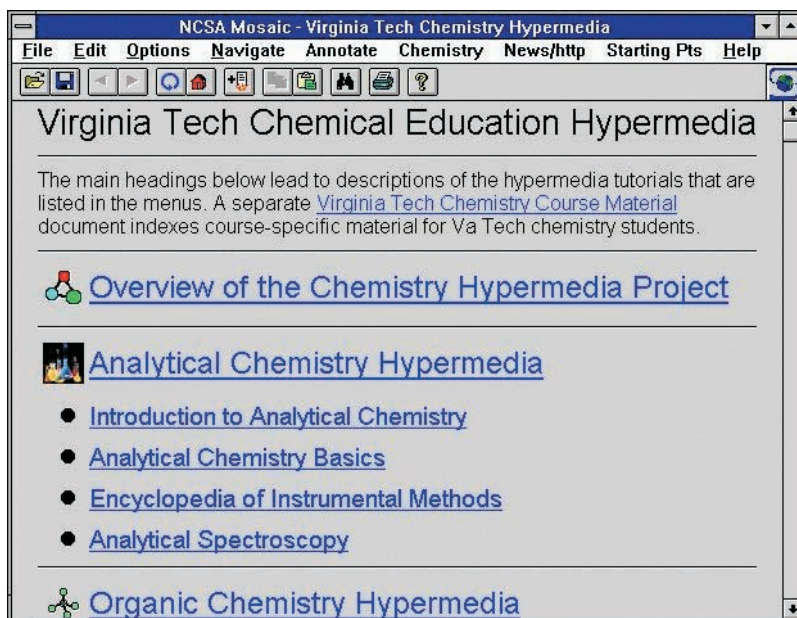 NCSA Mosaic - Virginia Tech Chemistry Hypermedia
File Edit Options Navigate Annotate Chemistry News/http Starting Pts Help
Virginia Tech Chemical Education Hypermedia
The main headings below lead to descriptions of the hypermedia tutorials that are
listed in the menus. A separate Virginia Tech Chemistry Course Material
document indexes course-specific material for Va Tech chemistry students.
Overview of the Chemistry Hypermedia Project
Analytical Chemistry Hypermedia
Introduction to Analytical Chemistry
Analytical Chemistry Basics
Encyclopedia of Instrumental Methods
Analytical Spectroscopy
Organic Chemistry Hypermedia